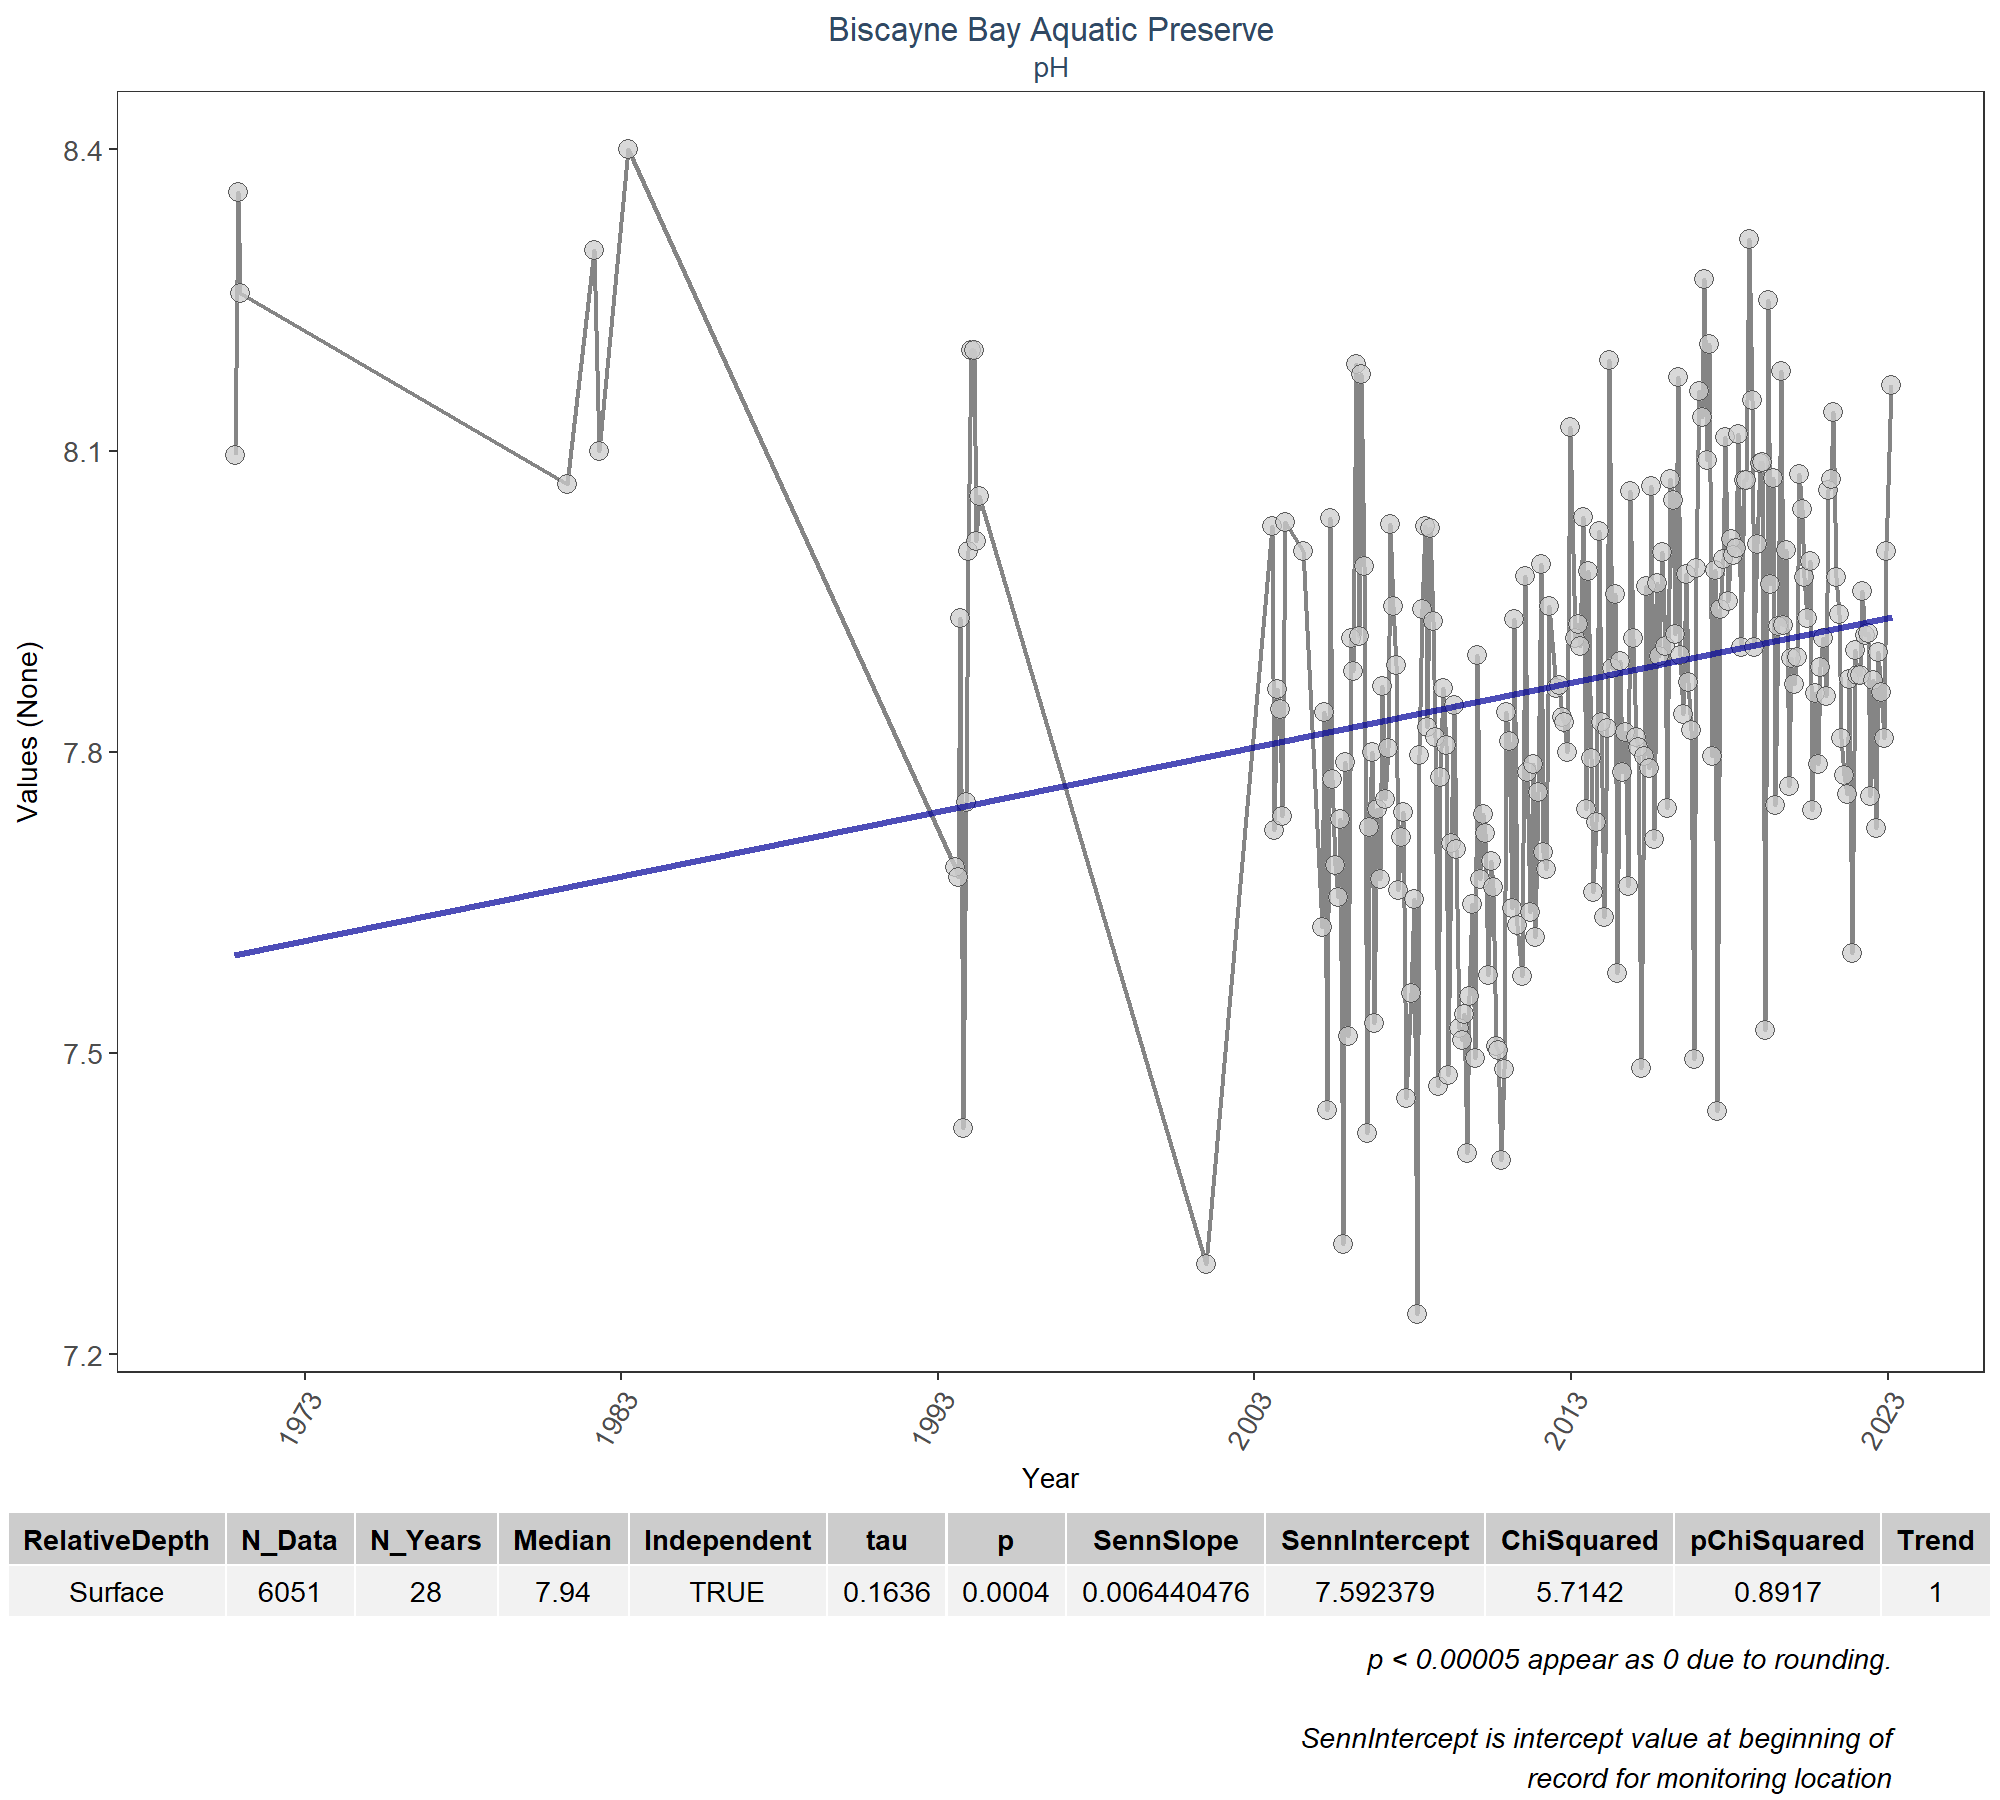 Biscayne Bay Aquatic Preserve
pH
Values (None)
8.4
8.1
7.8
7.5
7.2
1973 1983 1993 2003 2013 2023
Year
RelativeDepth N_Data N_Years Median Independent tau p SennSlope SennIntercept ChiSquared pChiSquared Trend
Surface 6051 28 7.94 TRUE 0.1636 0.0004 0.006440476 7.592379 5.7142 0.8917 1
p < 0.00005 appear as 0 due to rounding.
SennIntercept is intercept value at beginning of
record for monitoring location